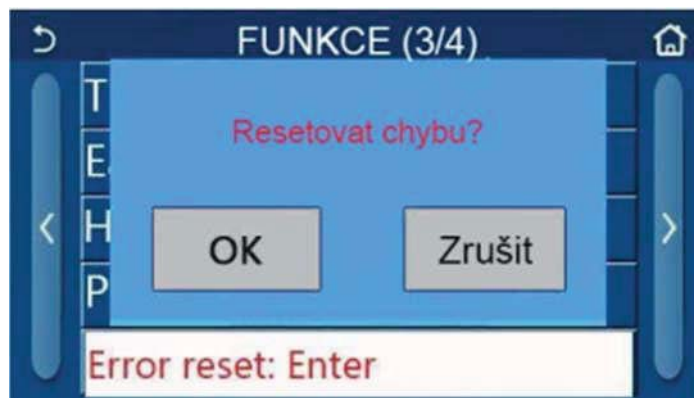 FUNKCE (3/4)
T
Resetovat chybu?
E
H
OK
Zrušit
P
Error reset: Enter